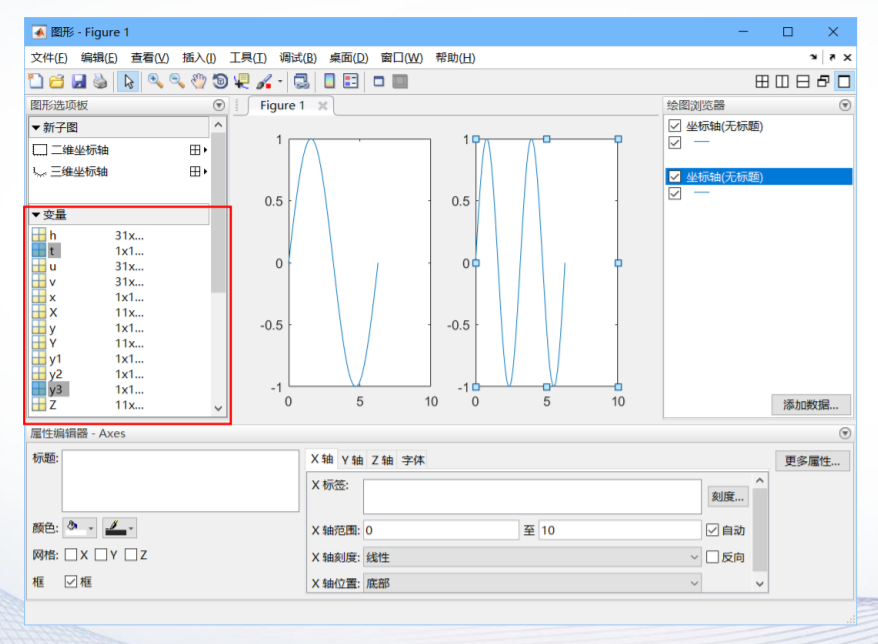 图形 - Figure 1
文件(F) 编辑(E) 查看(V) 插入(I) 工具(T) 调试(B) 桌面(D) 窗口(W) 帮助(H)
图形选项板
▼新子图
二维坐标轴
三维坐标轴
▼变量
h 31x...
t 1x1...
u 31x...
v 31x...
x 1x1...
X 11x...
y 1x1...
Y 11x...
y1 1x1...
y2 1x1...
y3 1x1...
Z 11x...
Figure 1
1
0.5
0
-0.5
-1
0 5 10
1
0.5
0
-0.5
-1
0 5 10
绘图浏览器
坐标轴(无标题)
坐标轴(无标题)
添加数据...
属性编辑器 - Axes
标题:
颜色:
网格: X Y Z
框 框
X 轴 Y 轴 Z 轴 字体
X 标签:
刻度...
X 轴范围: 0 至 10 自动
X 轴刻度: 线性 反向
X 轴位置: 底部
更多属性...